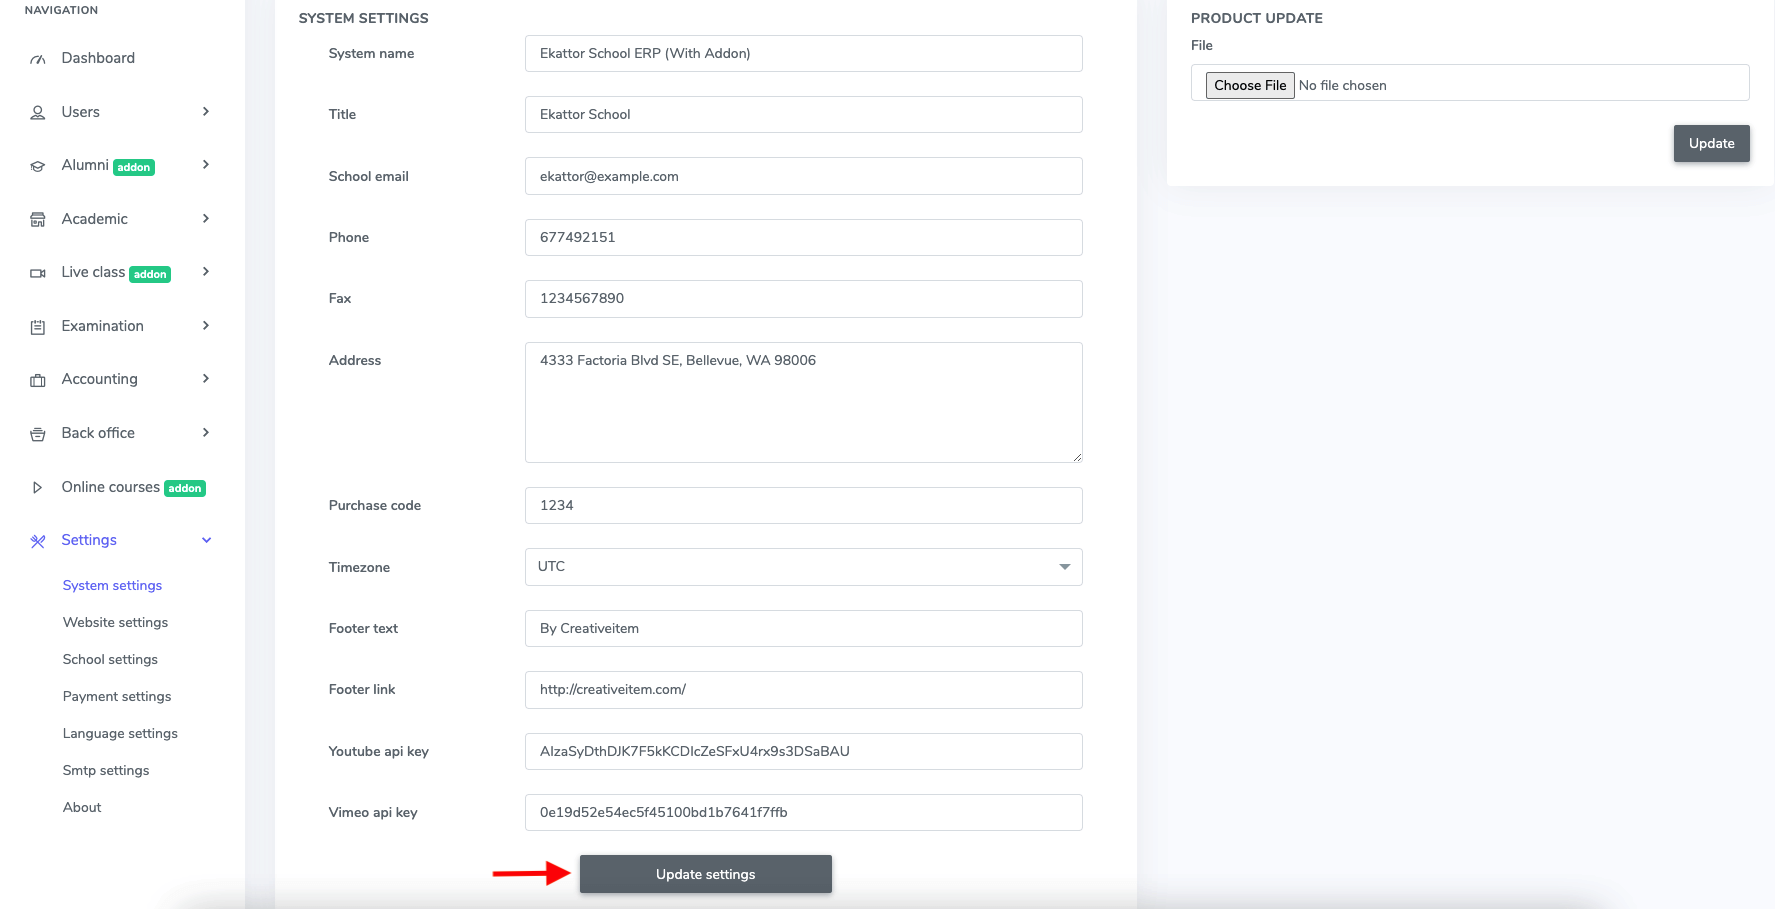 NAVIGATION
Dashboard
Users
Alumni addon
Academic
Live class addon
Examination
Accounting
Back office
Online courses addon
Settings
System settings
Website settings
School settings
Payment settings
Language settings
Smtp settings
About
SYSTEM SETTINGS
System name Ekattor School ERP (With Addon)
Title Ekattor School
School email ekattor@example.com
Phone 677492151
Fax 1234567890
Address 4333 Factoria Blvd SE, Bellevue, WA 98006
Purchase code 1234
Timezone UTC
Footer text By Creativeitem
Footer link http://creativeitem.com/
Youtube api key AIzaSyDthDJK7F5kKCDIcZeSFxU4rx9s3DSaBAU
Vimeo api key 0e19d52e54ec5f45100bd1b7641f7ffb
Update settings
PRODUCT UPDATE
File
Choose File No file chosen
Update